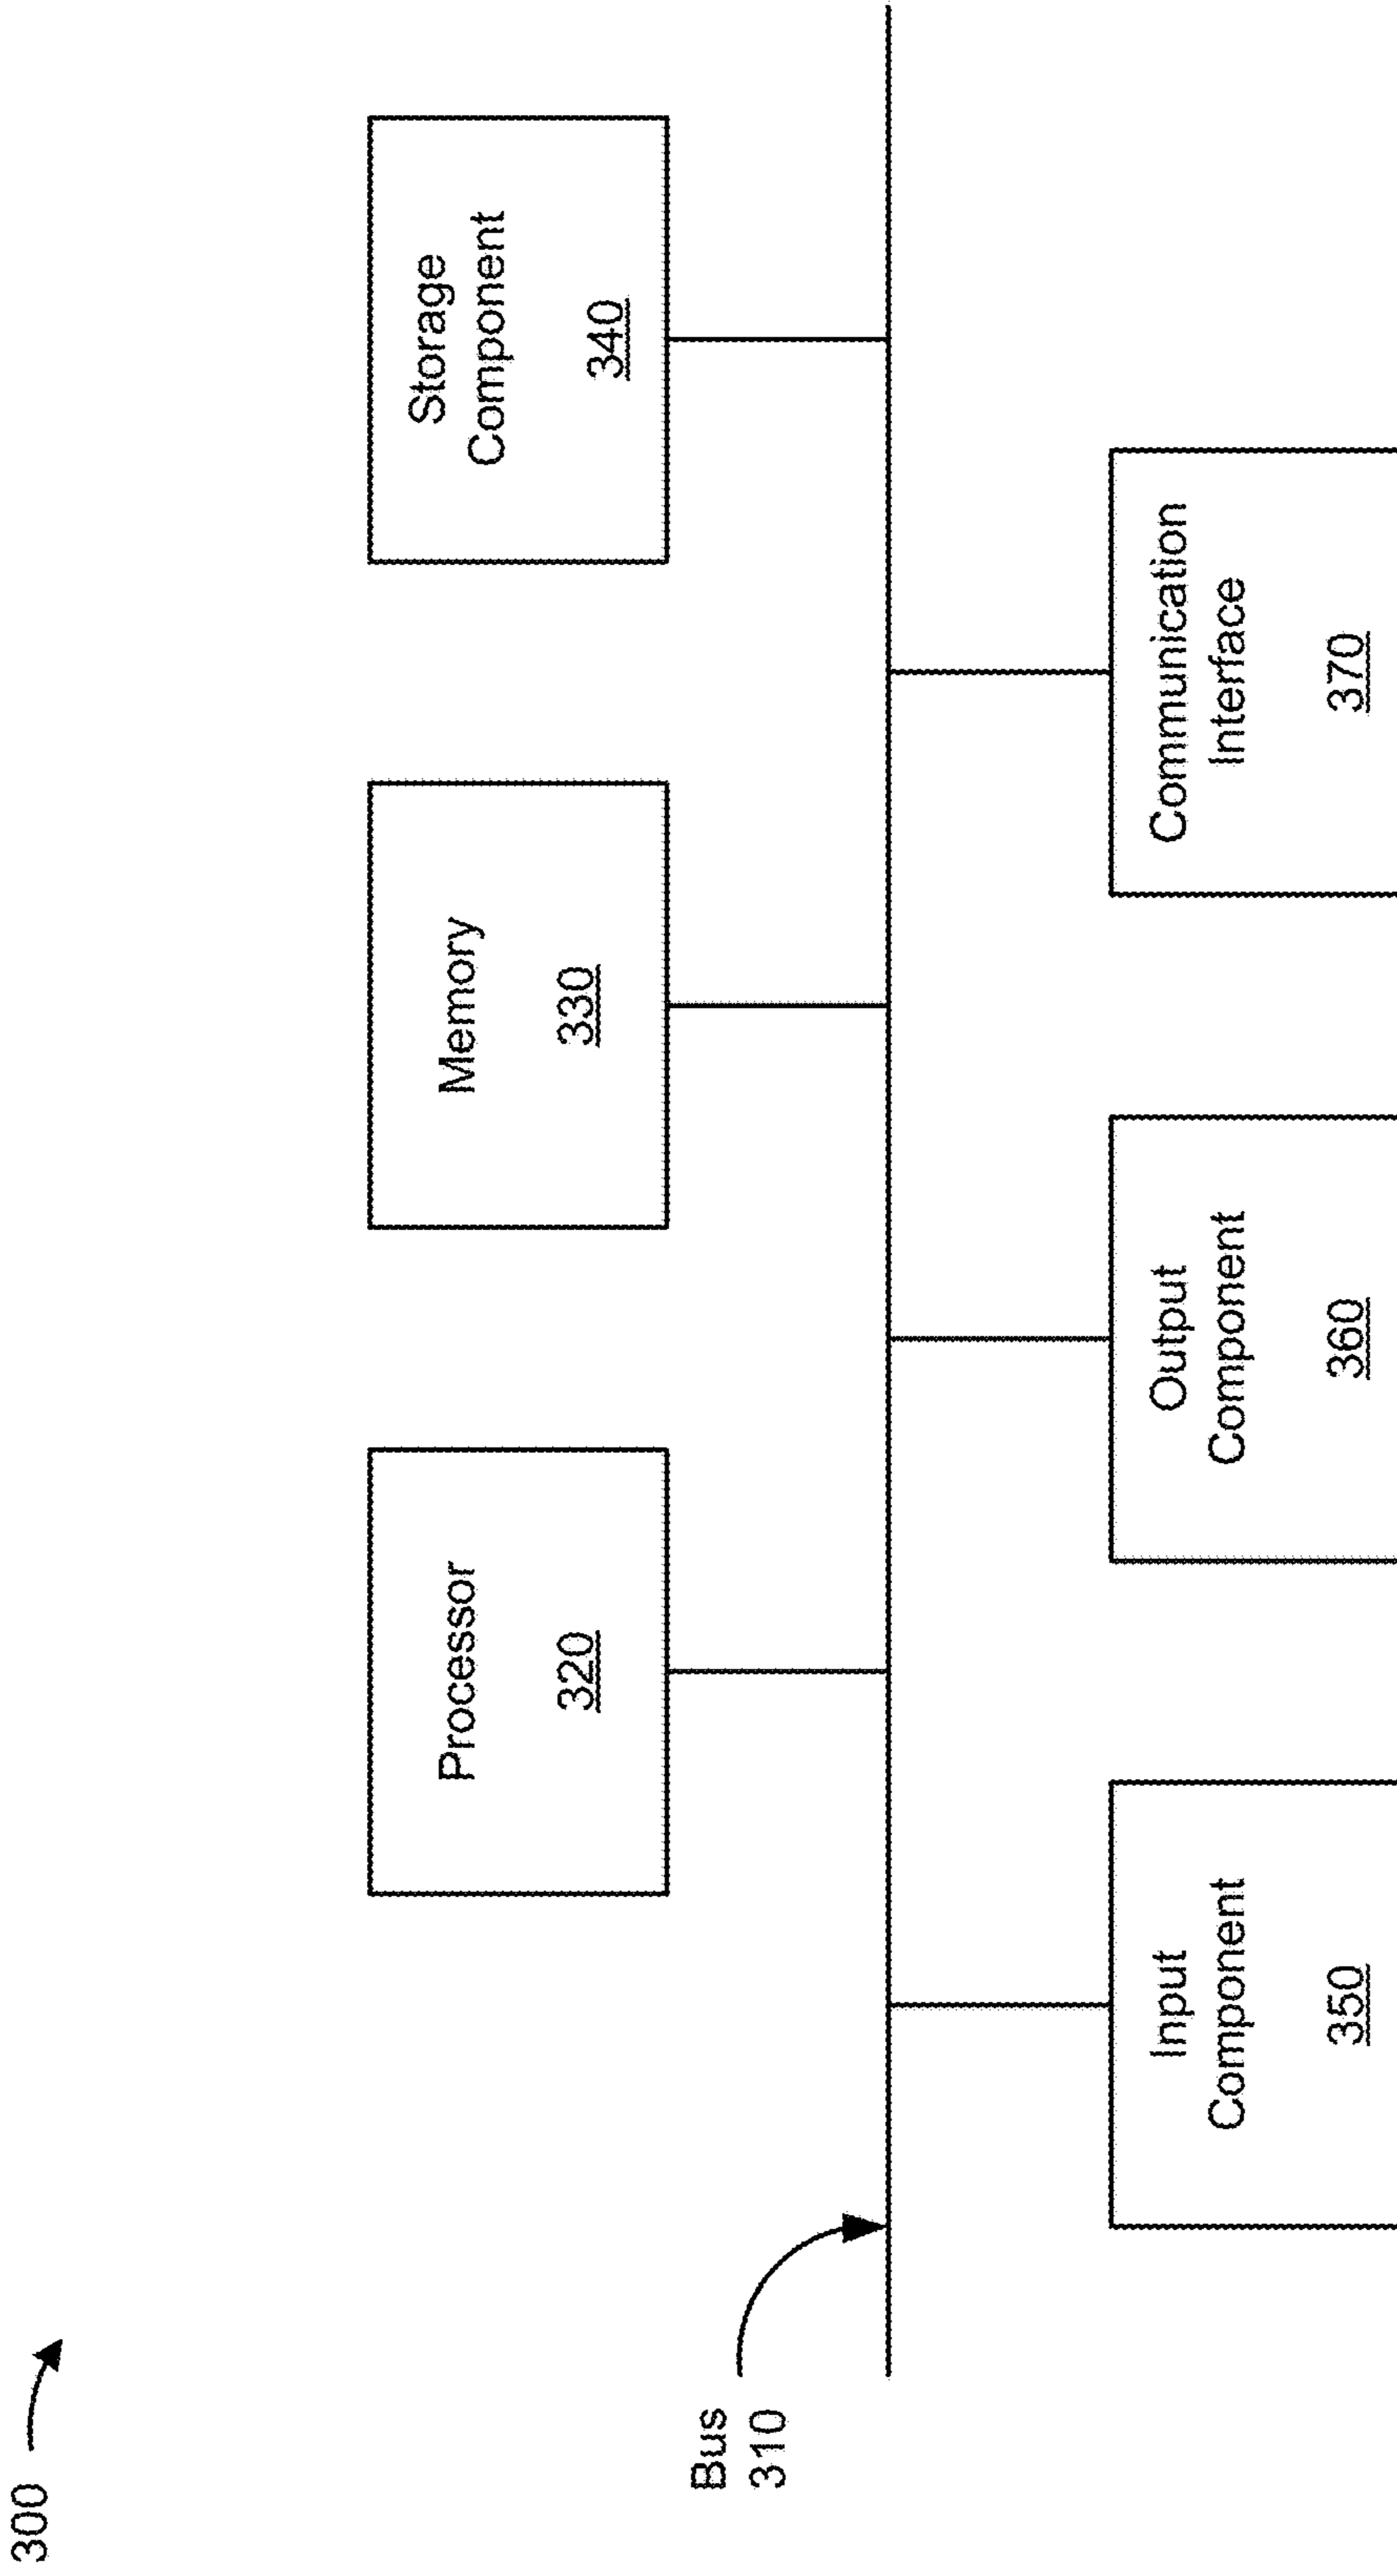 300
Processor
320
Memory
330
Storage
Component
340
Bus
310
Input
Component
350
Output
Component
360
Communication
Interface
370